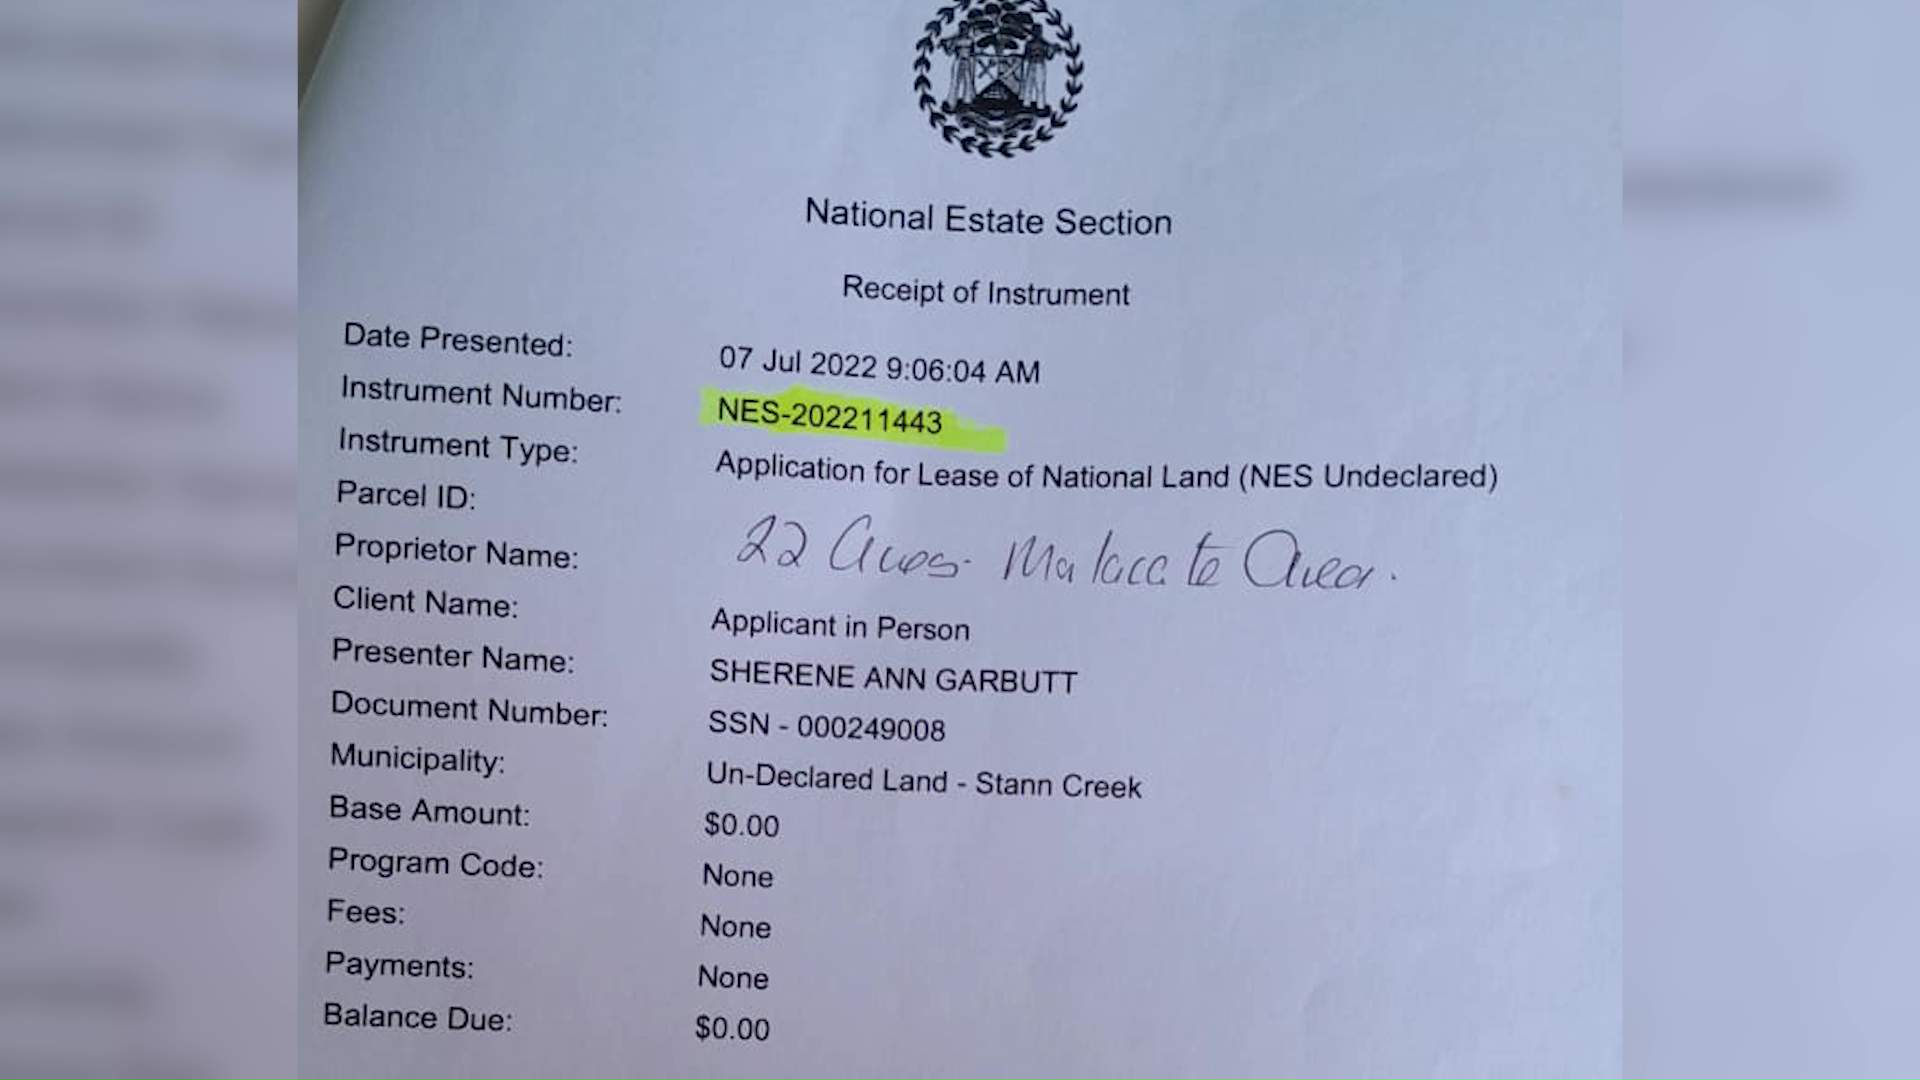 National Estate Section
Receipt of Instrument
Date Presented: 07 Jul 2022 9:06:04 AM
Instrument Number: NES-202211443
Instrument Type: Application for Lease of National Land (NES Undeclared)
Parcel ID:
Proprietor Name: 22 Acres. Malacate Area.
Client Name: Applicant in Person
Presenter Name: SHERENE ANN GARBUTT
Document Number: SSN - 000249008
Municipality: Un-Declared Land - Stann Creek
Base Amount: $0.00
Program Code: None
Fees: None
Payments: None
Balance Due: $0.00